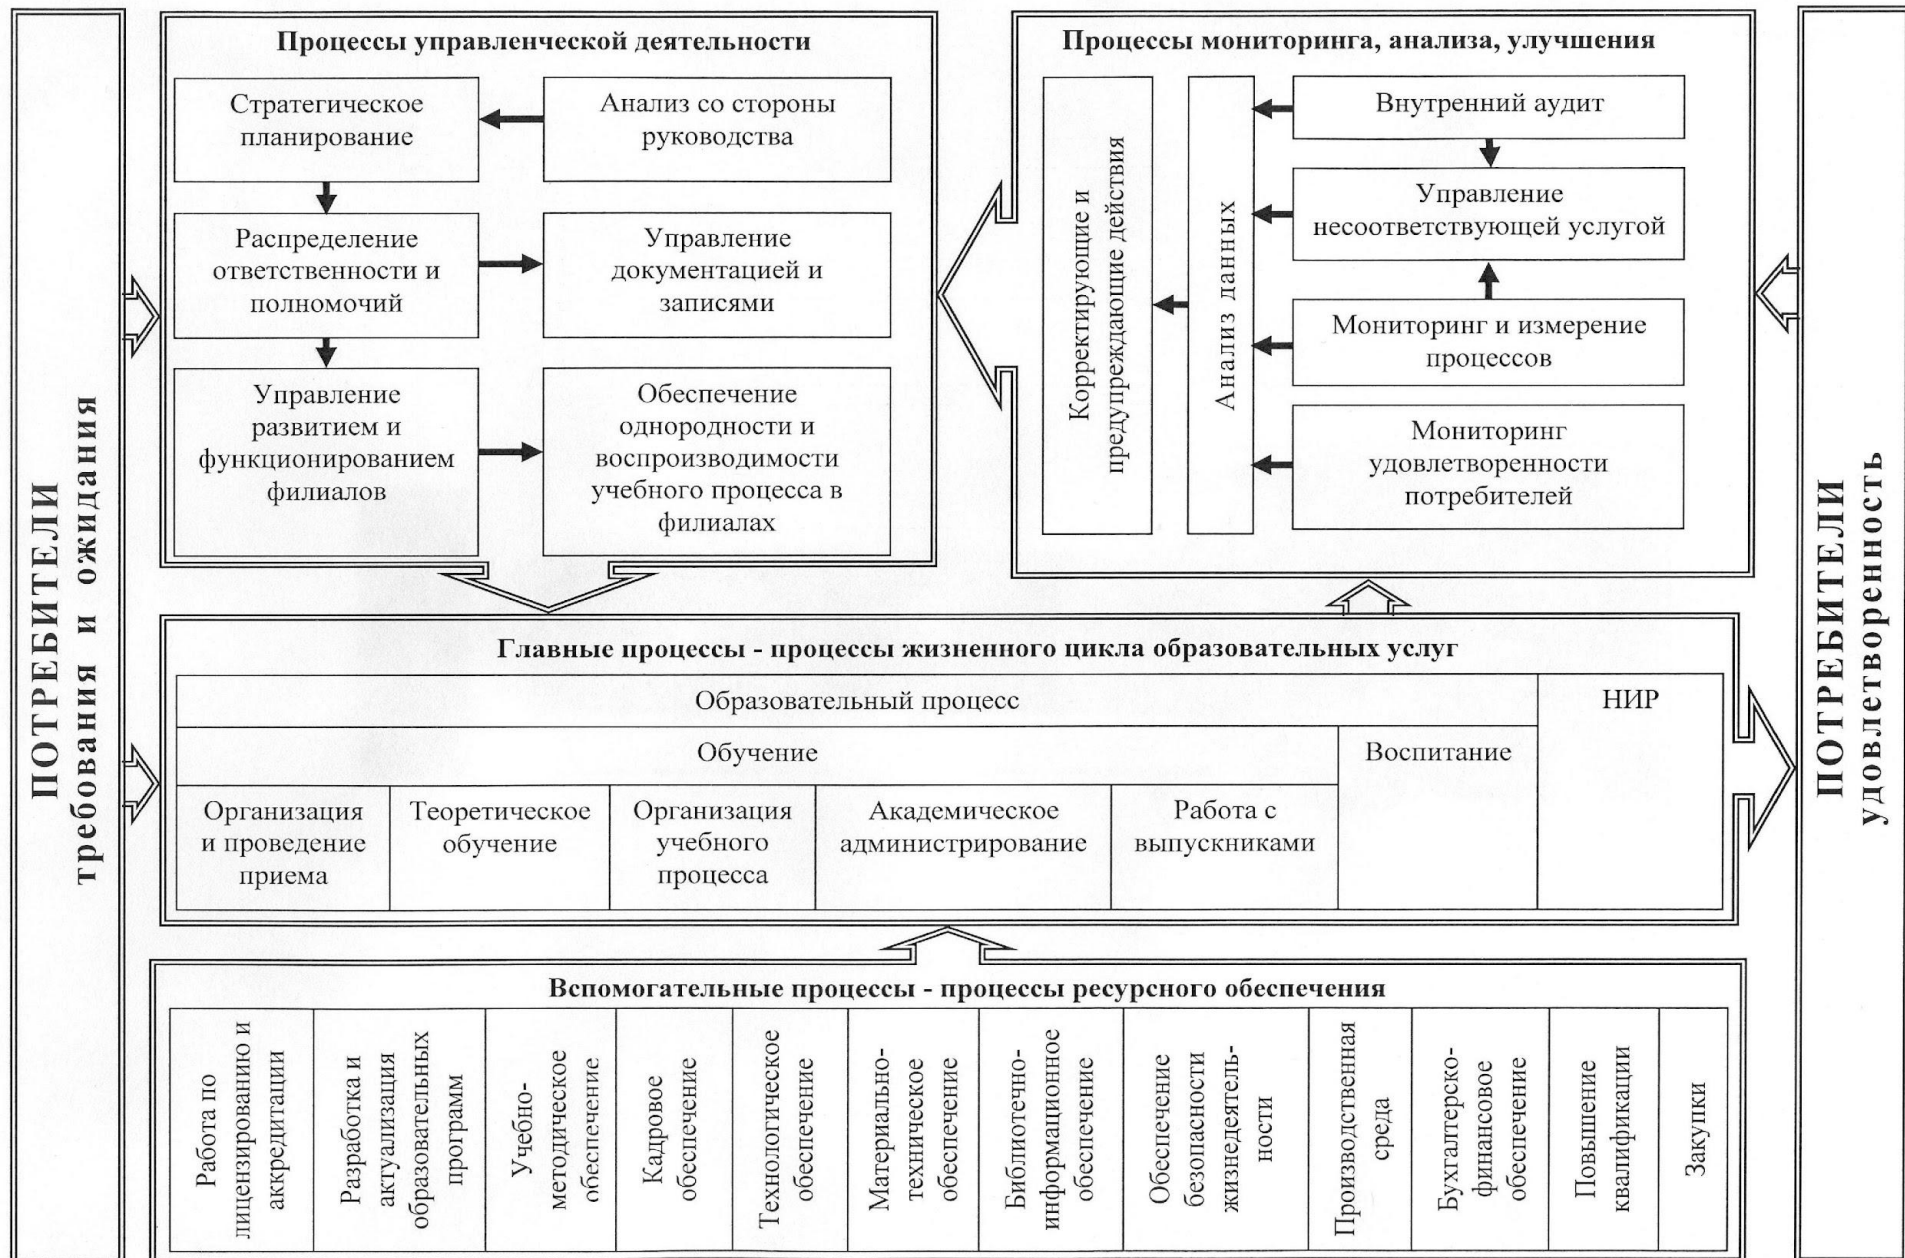 ПОТРЕБИТЕЛИ
требования и ожидания
Процессы управленческой деятельности
Стратегическое
планирование
Анализ со стороны
руководства
Распределение
ответственности и
полномочий
Управление
документацией и
записями
Управление
развитием и
функционированием
филиалов
Обеспечение
однородности и
воспроизводимости
учебного процесса в
филиалах
Процессы мониторинга, анализа, улучшения
Корректирующие и
предупреждающие действия
Анализ данных
Внутренний аудит
Управление
несоответствующей услугой
Мониторинг и измерение
процессов
Мониторинг
удовлетворенности
потребителей
Главные процессы - процессы жизненного цикла образовательных услуг
Образовательный процесс
НИР
Обучение
Воспитание
Организация
и проведение
приема
Теоретическое
обучение
Организация
учебного
процесса
Академическое
администрирование
Работа с
выпускниками
Вспомогательные процессы - процессы ресурсного обеспечения
Работа по
лицензированию и
аккредитации
Разработка и
актуализация
образовательных
программ
Учебно-
методическое
обеспечение
Кадровое
обеспечение
Технологическое
обеспечение
Материально-
техническое
обеспечение
Библиотечно-
информационное
обеспечение
Обеспечение
безопасности
жизнедеятель-
ности
Производственная
среда
Бухгалтерско-
финансовое
обеспечение
Повышение
квалификации
Закупки
ПОТРЕБИТЕЛИ
удовлетворенность